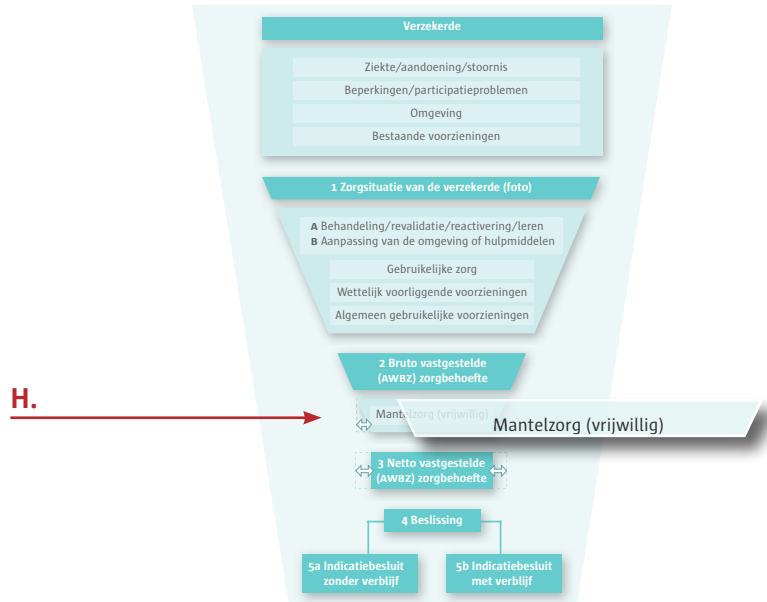 Verzekerde
Ziekte/aandoening/stoornis
Beperkingen/participatieproblemen
Omgeving
Bestaande voorzieningen
1 Zorgsituatie van de verzekerde (foto)
A Behandeling/revalidatie/reactivering/leren
B Aanpassing van de omgeving of hulpmiddelen
Gebruikelijke zorg
Wettelijk voorliggende voorzieningen
Algemeen gebruikelijke voorzieningen
2 Bruto vastgestelde
(AWBZ) zorgbehoefte
H.
Mantelzorg (vrijwillig)
Mantelzorg (vrijwillig)
3 Netto vastgestelde
(AWBZ) zorgbehoefte
4 Beslissing
5a Indicatiebesluit
zonder verblijf
5b Indicatiebesluit
met verblijf